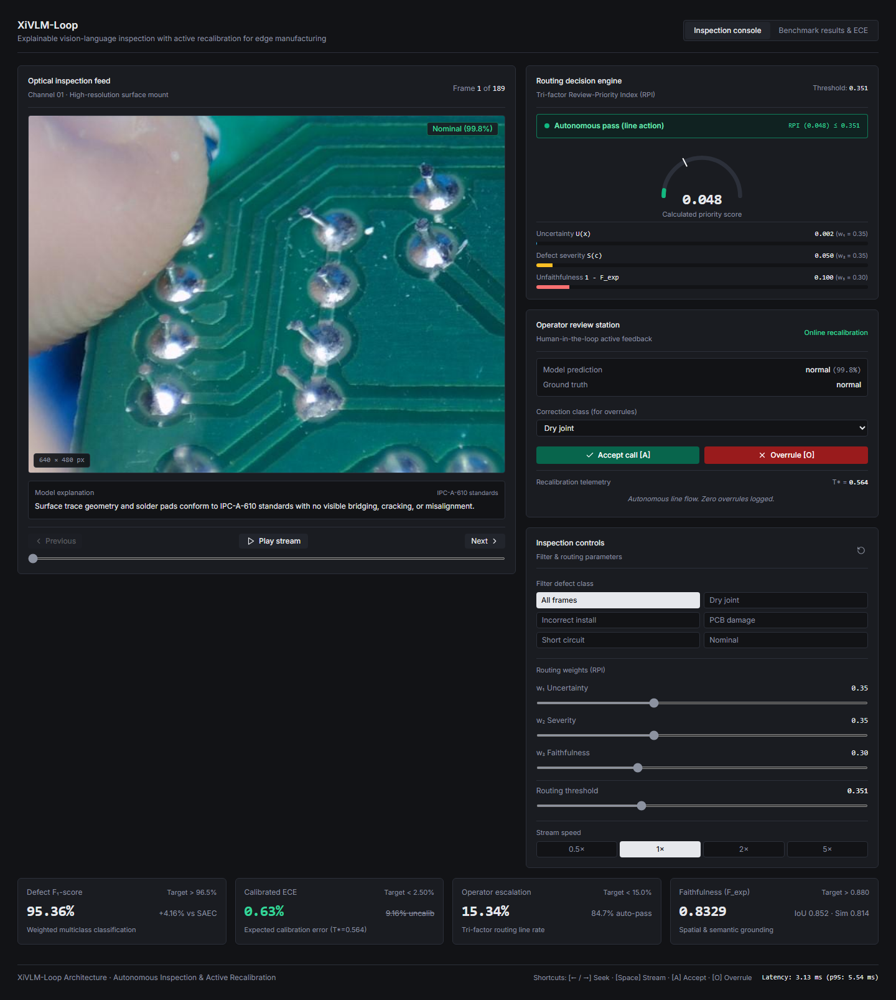 XiVLM-Loop
Explainable vision-language inspection with active recalibration for edge manufacturing
Inspection console
Benchmark results & ECE
Optical inspection feed
Channel 01 · High-resolution surface mount
Frame 1 of 189
Nominal (99.8%)
640 × 480 px
Model explanation
IPC-A-610 standards
Surface trace geometry and solder pads conform to IPC-A-610 standards with no visible bridging, cracking, or misalignment.
Previous
Play stream
Next
Routing decision engine
Tri-factor Review-Priority Index (RPI)
Threshold: 0.351
Autonomous pass (line action)
RPI (0.048) ≤ 0.351
0.048
Calculated priority score
Uncertainty U(x)
0.002 (w₁ = 0.35)
Defect severity S(c)
0.050 (w₂ = 0.35)
Unfaithfulness 1 - F_exp
0.100 (w₃ = 0.30)
Operator review station
Human-in-the-loop active feedback
Online recalibration
Model prediction
normal (99.8%)
Ground truth
normal
Correction class (for overrules)
Dry joint
Accept call [A]
Overrule [O]
Recalibration telemetry
T* = 0.564
Autonomous line flow. Zero overrules logged.
Inspection controls
Filter & routing parameters
Filter defect class
All frames
Dry joint
Incorrect install
PCB damage
Short circuit
Nominal
Routing weights (RPI)
w₁ Uncertainty
0.35
w₂ Severity
0.35
w₃ Faithfulness
0.30
Routing threshold
0.351
Stream speed
0.5×
1×
2×
5×
Defect F₁-score
Target > 96.5%
95.36%
+4.16% vs SAEC
Weighted multiclass classification
Calibrated ECE
Target < 2.50%
0.63%
9.16% uncalib
Expected calibration error (T*=0.564)
Operator escalation
Target < 15.0%
15.34%
84.7% auto-pass
Tri-factor routing line rate
Faithfulness (F_exp)
Target > 0.880
0.8329
IoU 0.852 · Sim 0.814
Spatial & semantic grounding
XiVLM-Loop Architecture · Autonomous Inspection & Active Recalibration
Shortcuts: [← / →] Seek · [Space] Stream · [A] Accept · [O] Overrule
Latency: 3.13 ms (p95: 5.54 ms)